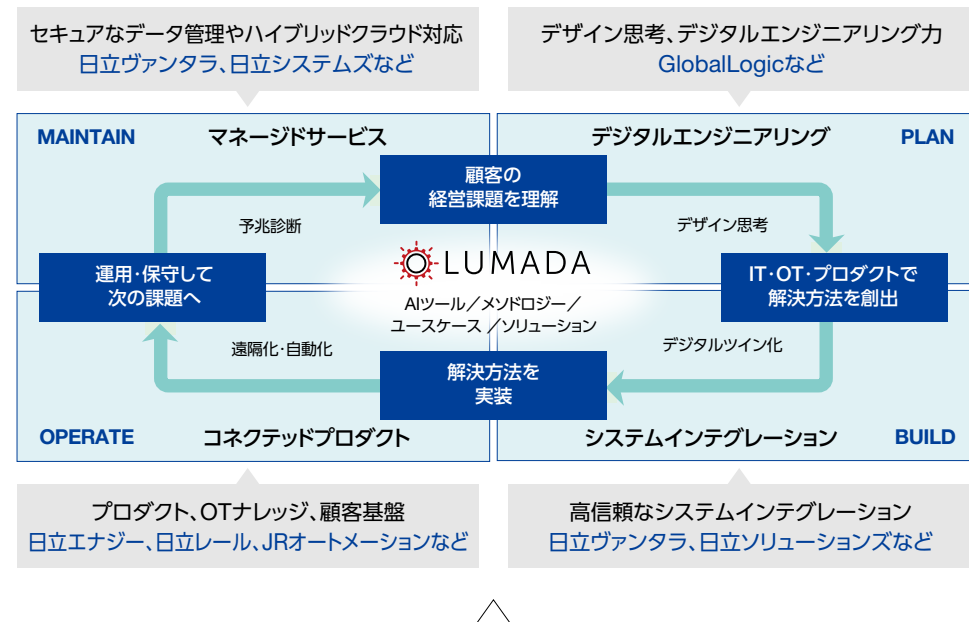 セキュアなデータ管理やハイブリッドクラウド対応
日立ヴァンタラ、日立システムズなど
デザイン思考、デジタルエンジニアリング力
GlobalLogicなど
MAINTAIN
マネージドサービス
デジタルエンジニアリング
PLAN
顧客の
経営課題を理解
予兆診断
デザイン思考
運用・保守して
次の課題へ
LUMADA
IT・OT・プロダクトで
解決方法を創出
AIツール／メソドロジー／
ユースケース／ソリューション
遠隔化・自動化
デジタルツイン化
解決方法を
実装
OPERATE
コネクテッドプロダクト
システムインテグレーション
BUILD
プロダクト、OTナレッジ、顧客基盤
日立エナジー、日立レール、JRオートメーションなど
高信頼なシステムインテグレーション
日立ヴァンタラ、日立ソリューションズなど